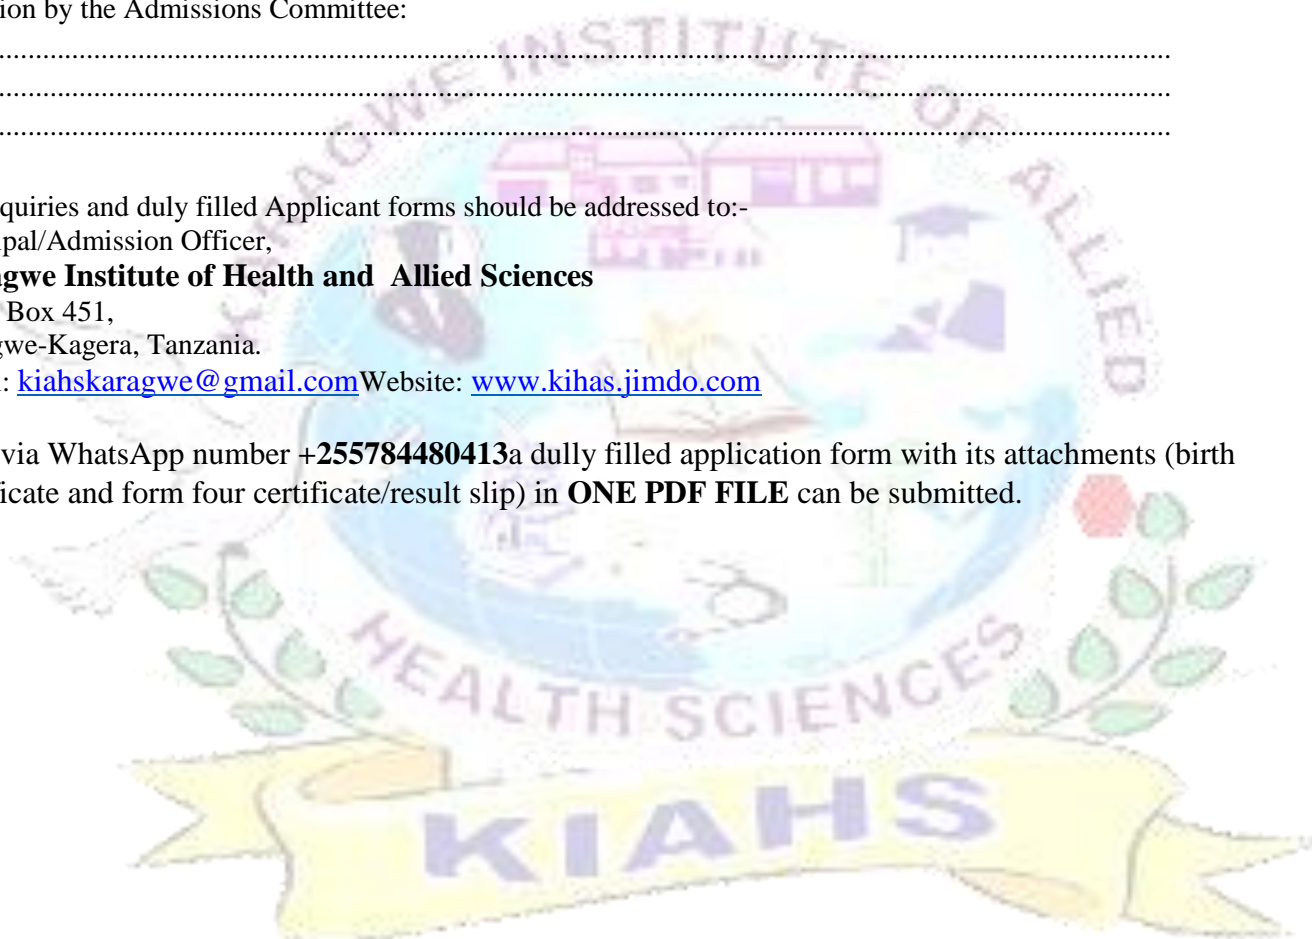 ion by the Admissions Committee:
..........................................................................................................................................................
..........................................................................................................................................................
..........................................................................................................................................................
quiries and duly filled Applicant forms should be addressed to:-
ipal/Admission Officer,
agwe Institute of Health and  Allied Sciences
Box 451,
gwe-Kagera, Tanzania.
: kiahskaragwe@gmail.comWebsite: www.kihas.jimdo.com
via WhatsApp number +255784480413a dully filled application form with its attachments (birth
icate and form four certificate/result slip) in ONE PDF FILE can be submitted.
KARAGWE INSTITUTE OF ALLIED
HEALTH SCIENCES
KIAHS